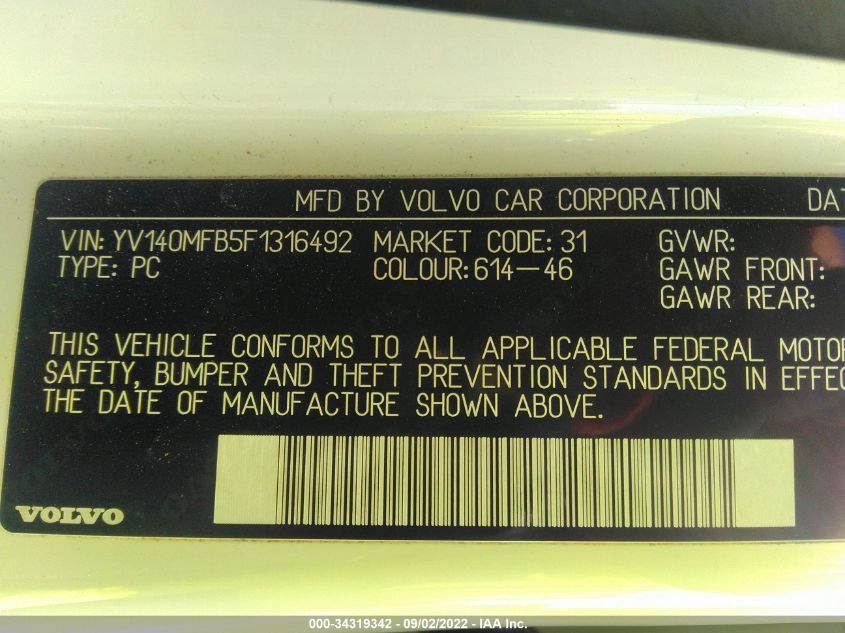 MFD BY VOLVO CAR CORPORATION DAT
VIN: YV140MFB5F1316492 MARKET CODE: 31 GVWR:
TYPE: PC COLOUR: 614-46 GAWR FRONT:
GAWR REAR:
THIS VEHICLE CONFORMS TO ALL APPLICABLE FEDERAL MOTOR
SAFETY, BUMPER AND THEFT PREVENTION STANDARDS IN EFFEC
THE DATE OF MANUFACTURE SHOWN ABOVE.
VOLVO
000-34319342 - 09/02/2022 - IAA Inc.